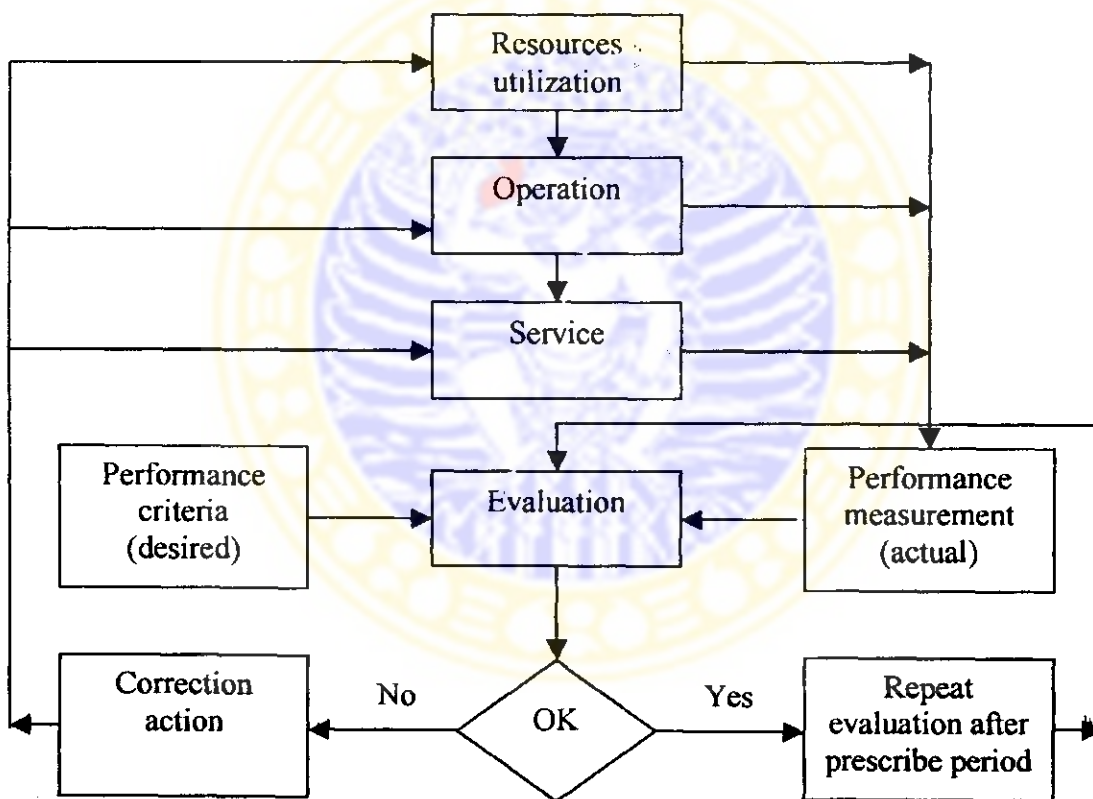 Resources
utilization
Operation
Service
Performance
criteria
(desired)
Evaluation
Performance
measurement
(actual)
Correction
action
No
OK
Yes
Repeat
evaluation after
prescribe period